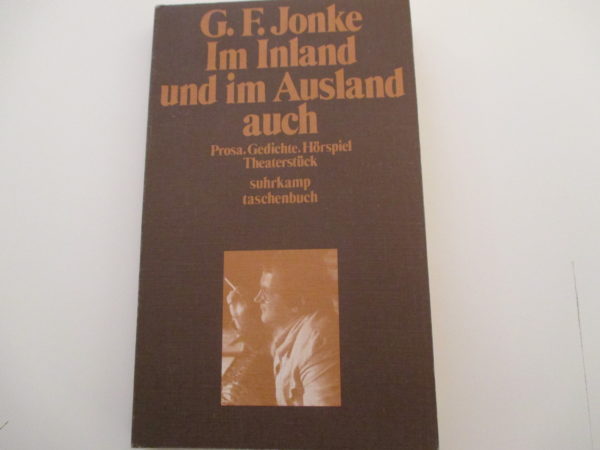 G. F. Jonke
Im Inland
und im Ausland
auch
Prosa, Gedichte, Hörspiel
Theaterstück
suhrkamp
taschenbuch